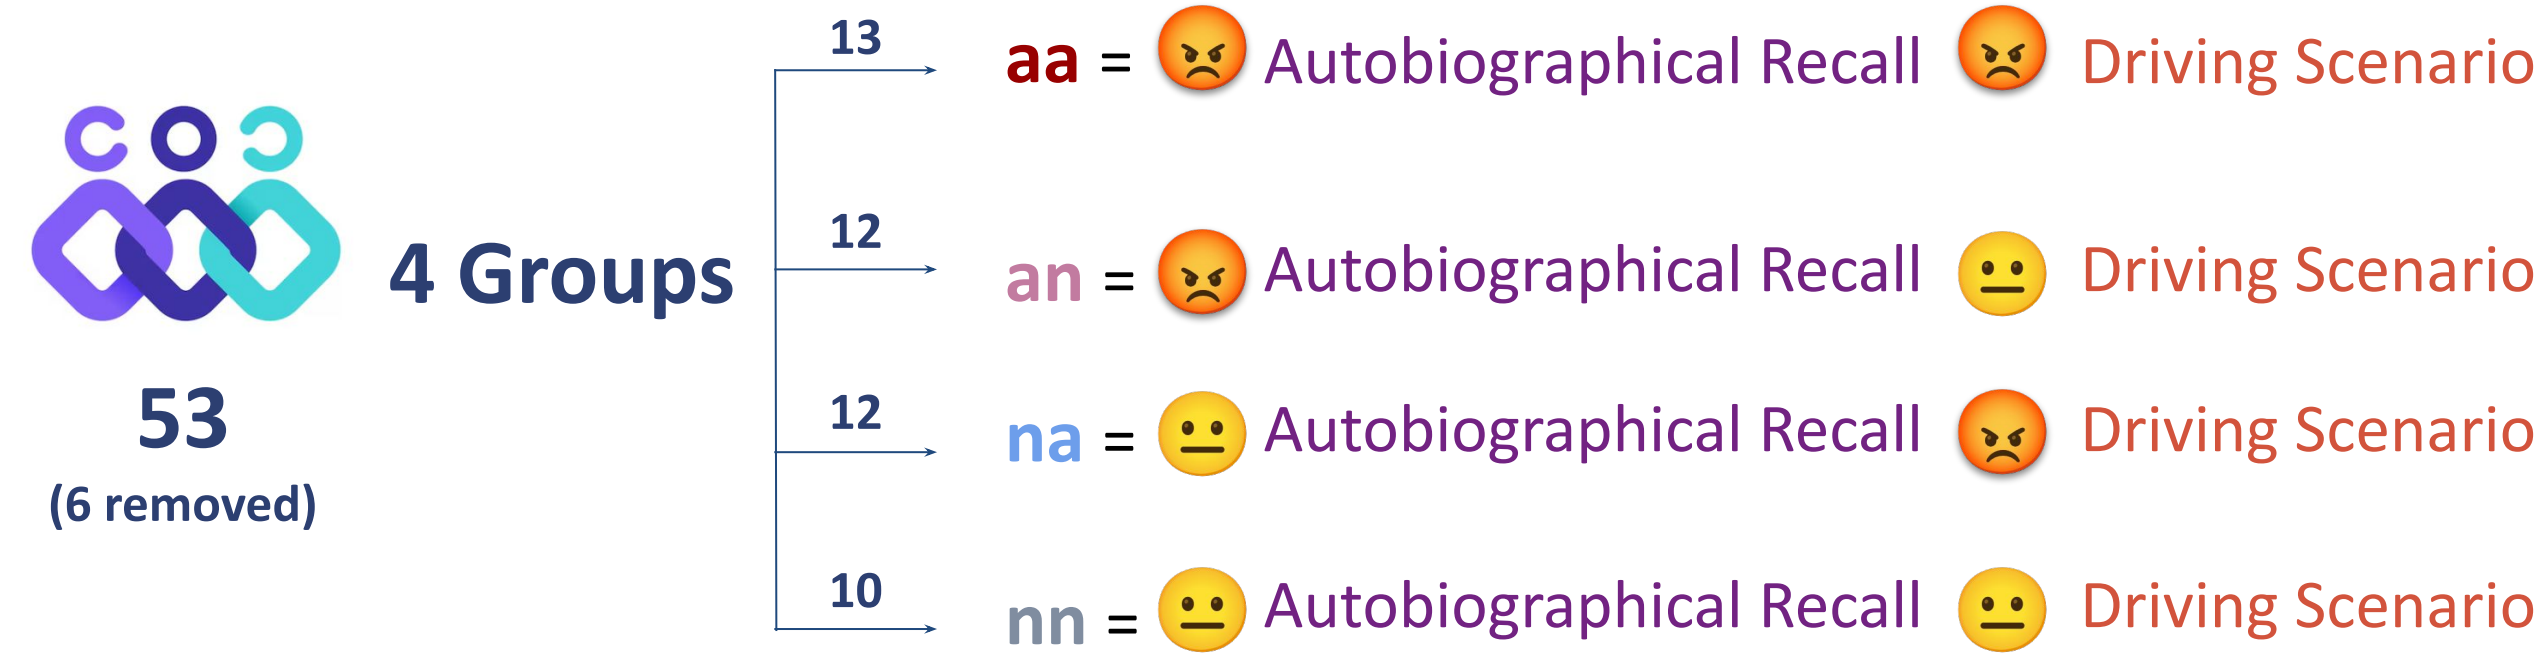 13
aa = Autobiographical Recall Driving Scenario
12
4 Groups
an = Autobiographical Recall Driving Scenario
53
12
na = Autobiographical Recall Driving Scenario
(6 removed)
10
nn = Autobiographical Recall Driving Scenario